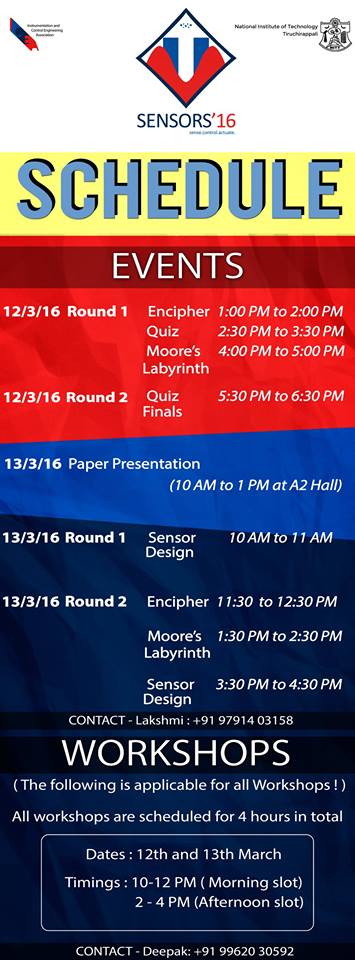 Instrumentation and
Control Engineering
Association
National Institute of Technology
Tiruchirappali
SENSORS'16
sense.control.actuate.
SCHEDULE
EVENTS
12/3/16 Round 1 Encipher 1:00 PM to 2:00 PM
Quiz 2:30 PM to 3:30 PM
Moore's 4:00 PM to 5:00 PM
Labyrinth
12/3/16 Round 2 Quiz 5:30 PM to 6:30 PM
Finals
13/3/16 Paper Presentation
(10 AM to 1 PM at A2 Hall)
13/3/16 Round 1 Sensor 10 AM to 11 AM
Design
13/3/16 Round 2 Encipher 11:30 to 12:30 PM
Moore's 1:30 PM to 2:30 PM
Labyrinth
Sensor 3:30 PM to 4:30 PM
Design
CONTACT - Lakshmi : +91 97914 03158
WORKSHOPS
( The following is applicable for all Workshops ! )
All workshops are scheduled for 4 hours in total
Dates : 12th and 13th March
Timings : 10-12 PM ( Morning slot)
2 - 4 PM (Afternoon slot)
CONTACT - Deepak: +91 99620 30592